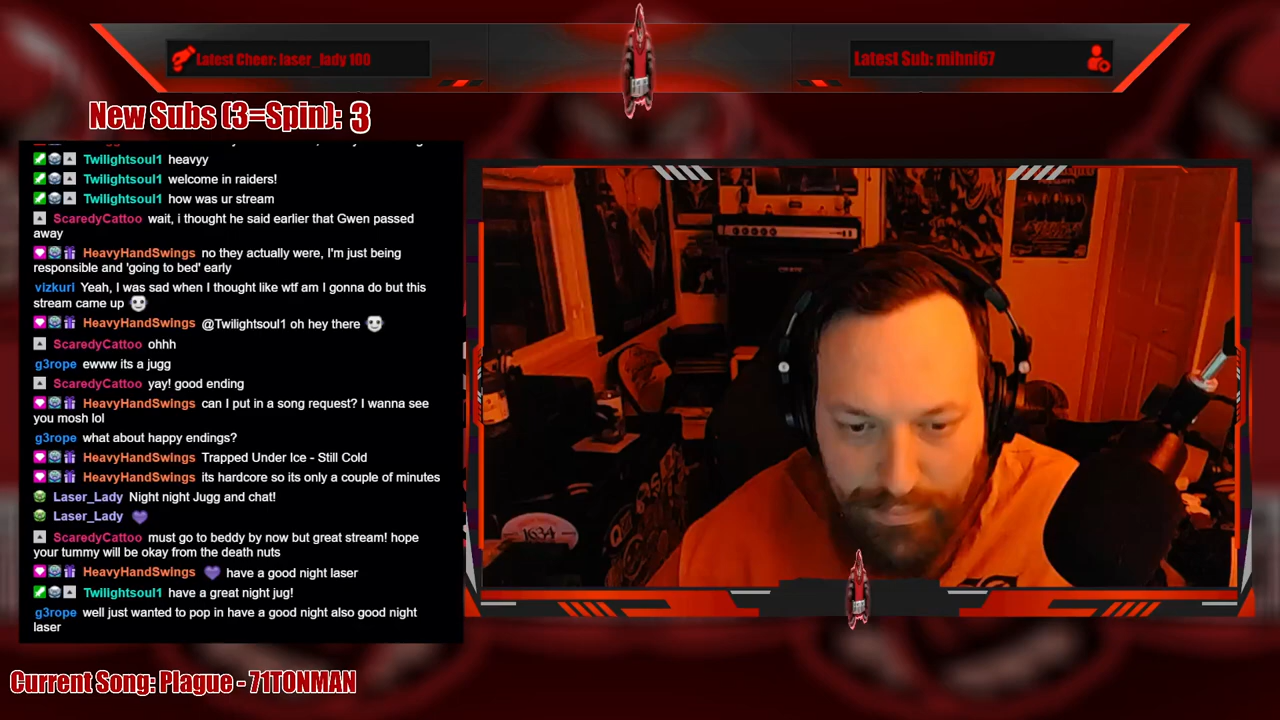 Latest Cheer: laser_lady 100
Latest Sub: mihni67
New Subs (3=Spin): 3
Twilightsoul1 heavyy
Twilightsoul1 welcome in raiders!
Twilightsoul1 how was ur stream
ScaredyCattoo wait, i thought he said earlier that Gwen passed
away
HeavyHandSwings no they actually were, I'm just being
responsible and 'going to bed' early
vizkuri Yeah, I was sad when I thought like wtf am I gonna do but this
stream came up
HeavyHandSwings @Twilightsoul1 oh hey there
ScaredyCattoo ohhh
g3rope ewww its a jugg
ScaredyCattoo yay! good ending
HeavyHandSwings can I put in a song request? I wanna see
you mosh lol
g3rope what about happy endings?
HeavyHandSwings Trapped Under Ice - Still Cold
HeavyHandSwings its hardcore so its only a couple of minutes
Laser_Lady Night night Jugg and chat!
Laser_Lady
ScaredyCattoo must go to beddy by now but great stream! hope
your tummy will be okay from the death nuts
HeavyHandSwings have a good night laser
Twilightsoul1 have a great night jug!
g3rope well just wanted to pop in have a good night also good night
laser
1634
Current Song: Plague - 71TONMAN